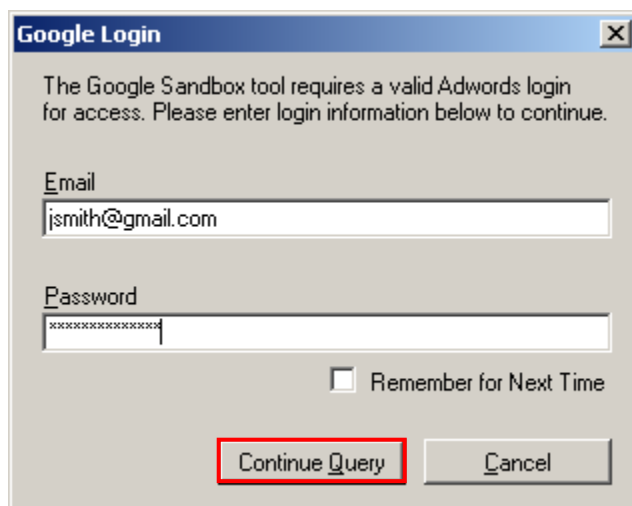 Google Login
The Google Sandbox tool requires a valid Adwords login
for access. Please enter login information below to continue.
Email
jsmith@gmail.com
Password
××××××××××××××
Remember for Next Time
Continue Query
Cancel